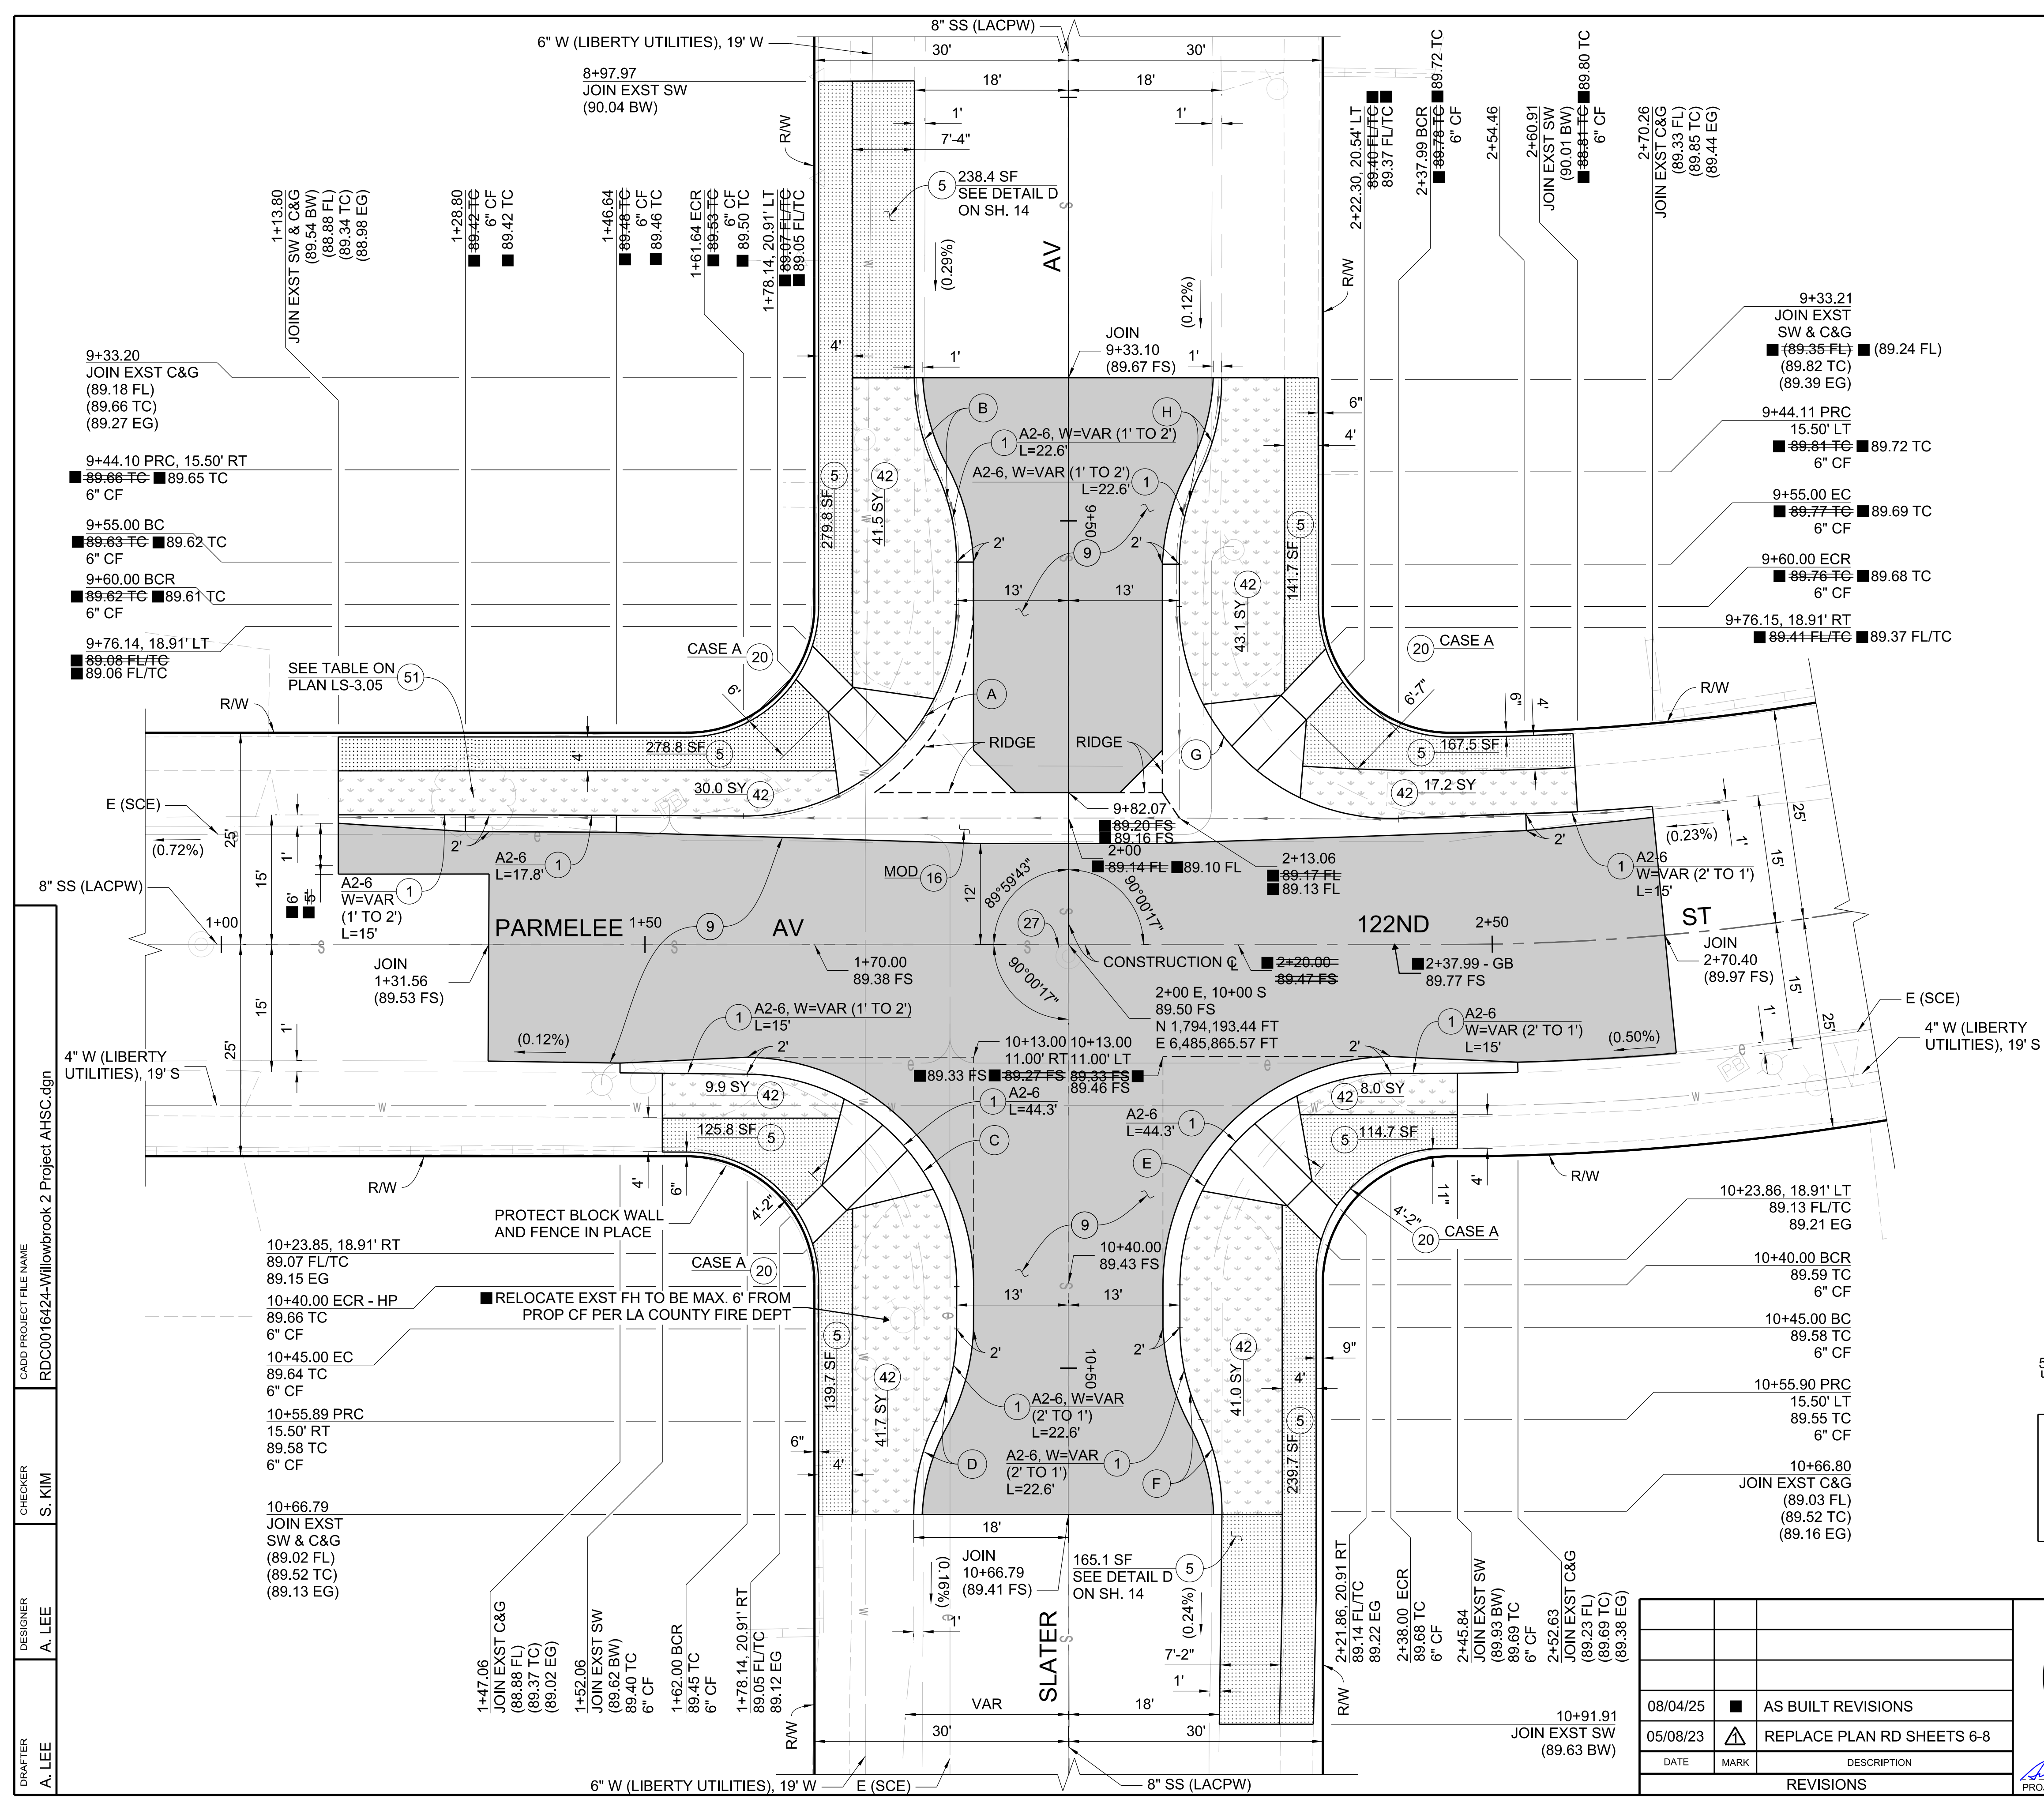 8" SS (LACPW)
6" W (LIBERTY UTILITIES), 19' W
30'
30'
18'
18'
1'
1'
7'-4"
8+97.97
JOIN EXST SW
(90.04 BW)
R/W
5
238.4 SF
SEE DETAIL D
ON SH. 14
AV
(0.29%)
(0.12%)
1+13.80
JOIN EXST SW & C&G
(89.54 BW)
(88.88 FL)
(89.34 TC)
(88.98 EG)
1+28.80
■ 89.42 TC
6" CF
■ 89.42 TC
1+46.64
■ 89.48 TC
6" CF
■ 89.46 TC
1+61.64 ECR
■ 89.53 TC
6" CF
■ 89.50 TC
1+78.14, 20.91' LT
■ 89.07 FL/TC
■ 89.05 FL/TC
2+22.30, 20.54' LT
89.40 FL/TC ■
89.37 FL/TC ■
2+37.99 BCR
■ 89.78 TC ■ 89.72 TC
6" CF
2+54.46
2+60.91
JOIN EXST SW
(90.01 BW)
■ 88.81 TC ■ 89.80 TC
6" CF
2+70.26
JOIN EXST C&G
(89.33 FL)
(89.85 TC)
(89.44 EG)
R/W
9+33.20
JOIN EXST C&G
(89.18 FL)
(89.66 TC)
(89.27 EG)
9+44.10 PRC, 15.50' RT
■ 89.66 TC ■ 89.65 TC
6" CF
9+55.00 BC
■ 89.63 TC ■ 89.62 TC
6" CF
9+60.00 BCR
■ 89.62 TC ■ 89.61 TC
6" CF
9+76.14, 18.91' LT
■ 89.08 FL/TC
■ 89.06 FL/TC
JOIN
9+33.10
(89.67 FS)
4'
1'
1'
6"
4'
9+33.21
JOIN EXST
SW & C&G
■ (89.35 FL) ■ (89.24 FL)
(89.82 TC)
(89.39 EG)
9+44.11 PRC
15.50' LT
■ 89.81 TC ■ 89.72 TC
6" CF
9+55.00 EC
■ 89.77 TC ■ 89.69 TC
6" CF
9+60.00 ECR
■ 89.76 TC ■ 89.68 TC
6" CF
9+76.15, 18.91' RT
■ 89.41 FL/TC ■ 89.37 FL/TC
B
H
1 A2-6, W=VAR (1' TO 2')
L=22.6'
A2-6, W=VAR (1' TO 2') 1
L=22.6'
5
279.8 SF
42
41.5 SY
9+50
9
2'
2'
13'
13'
5
141.7 SF
42
43.1 SY
CASE A 20
20 CASE A
SEE TABLE ON
PLAN LS-3.05 51
6'
A
G
RIDGE
RIDGE
6'-7"
6"
4'
R/W
R/W
278.8 SF 5
4'
30.0 SY 42
5 167.5 SF
42 17.2 SY
E (SCE)
(0.72%)
25'
15'
1'
2'
■ 6'
■ 5'
8" SS (LACPW)
A2-6 1
L=17.8'
A2-6 1
W=VAR
(1' TO 2')
L=15'
MOD 16
12'
9+82.07
■ 89.20 FS
■ 89.16 FS
2+00
■ 89.14 FL ■ 89.10 FL
2+13.06
■ 89.17 FL
■ 89.13 FL
89°59'43"
90°00'17"
90°00'17"
2'
(0.23%)
1'
15'
25'
1 A2-6
W=VAR (2' TO 1')
L=15'
1+00
PARMELEE
1+50
9
AV
27
122ND
2+50
ST
JOIN
1+31.56
(89.53 FS)
1+70.00
89.38 FS
CONSTRUCTION ℄
■ 2+20.00
89.47 FS
■ 2+37.99 - GB
89.77 FS
JOIN
2+70.40
(89.97 FS)
2+00 E, 10+00 S
89.50 FS
N 1,794,193.44 FT
E 6,485,865.57 FT
15'
25'
1'
(0.12%)
1 A2-6, W=VAR (1' TO 2')
L=15'
2'
10+13.00
11.00' RT
■ 89.33 FS ■ 89.27 FS
10+13.00
11.00' LT
89.33 FS ■
89.46 FS
2'
1 A2-6
W=VAR (2' TO 1')
L=15'
(0.50%)
15'
25'
1'
E (SCE)
4" W (LIBERTY
UTILITIES), 19' S
4" W (LIBERTY
UTILITIES), 19' S
9.9 SY 42
125.8 SF 5
1 A2-6
L=44.3'
C
A2-6
L=44.3' 1
E
42 8.0 SY
5 114.7 SF
R/W
4'
6"
4'-2"
PROTECT BLOCK WALL
AND FENCE IN PLACE
11"
4'
R/W
4'-2"
20 CASE A
10+23.85, 18.91' RT
89.07 FL/TC
89.15 EG
10+40.00 ECR - HP
89.66 TC
6" CF
10+45.00 EC
89.64 TC
6" CF
10+55.89 PRC
15.50' RT
89.58 TC
6" CF
10+66.79
JOIN EXST
SW & C&G
(89.02 FL)
(89.52 TC)
(89.13 EG)
CASE A 20
■ RELOCATE EXST FH TO BE MAX. 6' FROM
PROP CF PER LA COUNTY FIRE DEPT
9
10+40.00
89.43 FS
13'
13'
2'
2'
10+50
5
139.7 SF
42
41.7 SY
1 A2-6, W=VAR
(2' TO 1')
L=22.6'
A2-6, W=VAR
(2' TO 1') 1
L=22.6'
D
F
42
41.0 SY
5
239.7 SF
9"
4'
6"
4'
10+23.86, 18.91' LT
89.13 FL/TC
89.21 EG
10+40.00 BCR
89.59 TC
6" CF
10+45.00 BC
89.58 TC
6" CF
10+55.90 PRC
15.50' LT
89.55 TC
6" CF
10+66.80
JOIN EXST C&G
(89.03 FL)
(89.52 TC)
(89.16 EG)
18'
JOIN
10+66.79
(89.41 FS)
165.1 SF
SEE DETAIL D 5
ON SH. 14
(0.16%)
(0.24%)
1'
SLATER
7'-2"
1'
VAR
18'
30'
30'
R/W
R/W
1+47.06
JOIN EXST C&G
(88.88 FL)
(89.37 TC)
(89.02 EG)
1+52.06
JOIN EXST SW
(89.62 BW)
89.40 TC
6" CF
1+62.00 BCR
89.45 TC
6" CF
1+78.14, 20.91' RT
89.05 FL/TC
89.12 EG
2+21.86, 20.91 RT
89.14 FL/TC
89.22 EG
2+38.00 ECR
89.68 TC
6" CF
2+45.84
JOIN EXST SW
(89.93 BW)
89.69 TC
6" CF
2+52.63
JOIN EXST C&G
(89.23 FL)
(89.69 TC)
(89.38 EG)
10+91.91
JOIN EXST SW
(89.63 BW)
6" W (LIBERTY UTILITIES), 19' W
E (SCE)
8" SS (LACPW)
CADD PROJECT FILE NAME
RDC0016424-Willowbrook 2 Project AHSC.dgn
CHECKER
S. KIM
DESIGNER
A. LEE
DRAFTER
A. LEE
08/04/25 ■ AS BUILT REVISIONS
05/08/23 1 REPLACE PLAN RD SHEETS 6-8
DATE MARK DESCRIPTION
REVISIONS